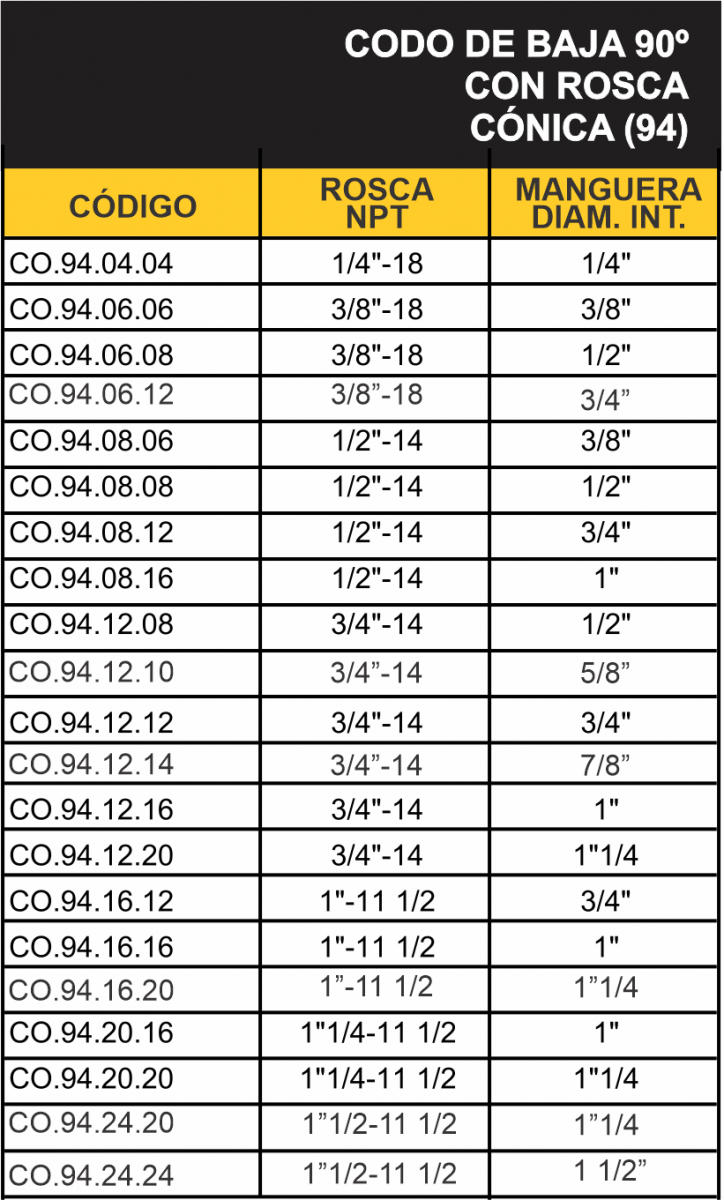 CODO DE BAJA 90º
CON ROSCA
CÓNICA (94)
CÓDIGO ROSCA NPT MANGUERA DIAM. INT.
CO.94.04.04 1/4"-18 1/4"
CO.94.06.06 3/8"-18 3/8"
CO.94.06.08 3/8"-18 1/2"
CO.94.06.12 3/8”-18 3/4”
CO.94.08.06 1/2"-14 3/8"
CO.94.08.08 1/2"-14 1/2"
CO.94.08.12 1/2"-14 3/4"
CO.94.08.16 1/2"-14 1"
CO.94.12.08 3/4"-14 1/2"
CO.94.12.10 3/4”-14 5/8”
CO.94.12.12 3/4"-14 3/4"
CO.94.12.14 3/4”-14 7/8”
CO.94.12.16 3/4"-14 1"
CO.94.12.20 3/4"-14 1"1/4
CO.94.16.12 1"-11 1/2 3/4"
CO.94.16.16 1"-11 1/2 1"
CO.94.16.20 1”-11 1/2 1”1/4
CO.94.20.16 1"1/4-11 1/2 1"
CO.94.20.20 1"1/4-11 1/2 1"1/4
CO.94.24.20 1”1/2-11 1/2 1”1/4
CO.94.24.24 1”1/2-11 1/2 1 1/2”